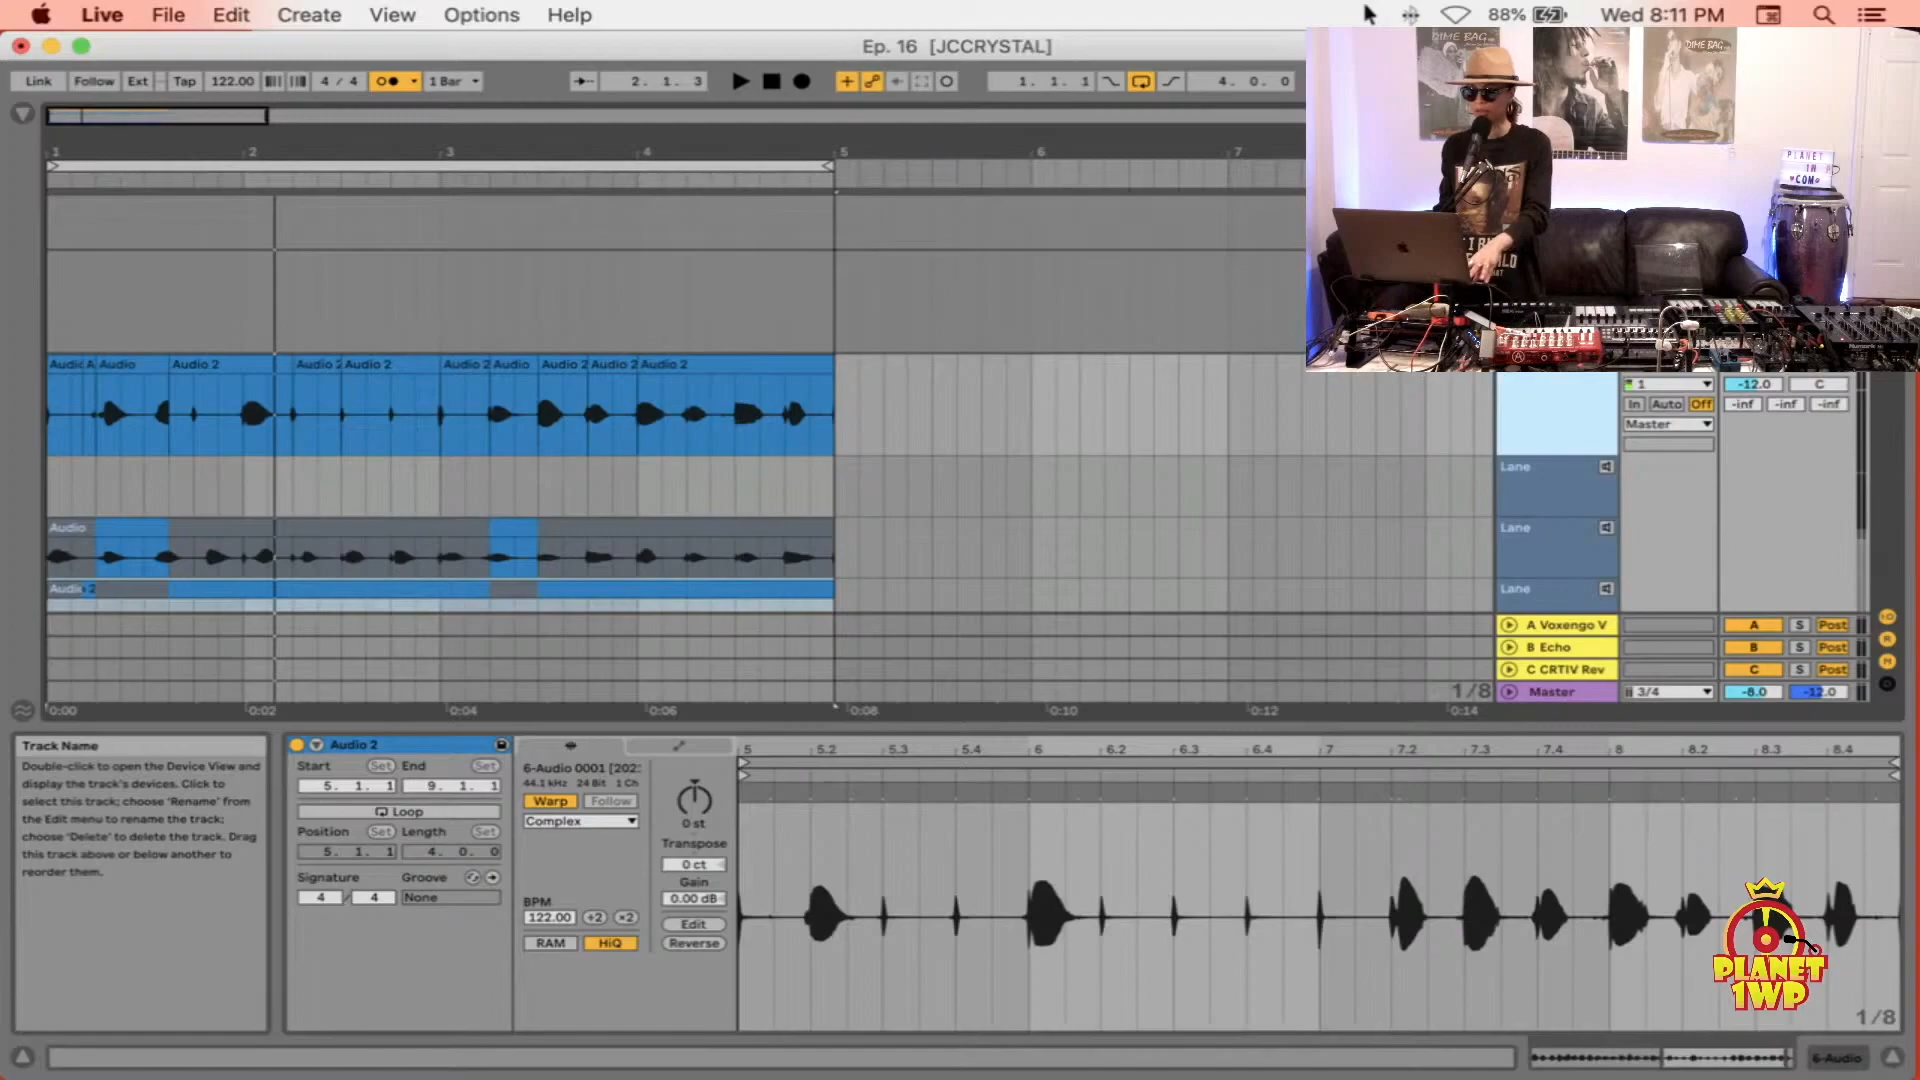 Live File Edit Create View Options Help
88% Wed 8:11 PM
Ep. 16 [JCCRYSTAL]
Link Follow Ext Tap 122.00 4 / 4 1 Bar 2. 1. 3 1. 1. 1 4. 0. 0
1 2 3 4 5 6 7
Audio A Audio Audio 2 Audio 2 Audio 2 Audio 2 Audio Audio 2 Audio 2 Audio 2
Audio
Audio 2
DIME BAG
DIME BAG
PLANET
1N
COM
1 -12.0 C
In Auto Off -inf -inf -inf
Master
Lane
Lane
Lane
A Voxengo V A S Post
B Echo B S Post
C CRTIV Rev C S Post
1/8 Master 3/4 -8.0 -12.0
0:00 0:02 0:04 0:06 0:08 0:10 0:12 0:14
Track Name
Double-click to open the Device View and
display the track's devices. Click to
select this track; choose 'Rename' from
the Edit menu to rename the track;
choose 'Delete' to delete the track. Drag
this track above or below another to
reorder them.
Audio 2
Start Set End Set
5. 1. 1 9. 1. 1
Loop
Position Set Length Set
5. 1. 1 4. 0. 0
Signature Groove
4 / 4 None
6-Audio 0001 [202
44.1 kHz 24 Bit 1 Ch
Warp Follow
Complex
BPM
122.00 ÷2 ×2
RAM HiQ
0 st
Transpose
0 ct
Gain
0.00 dB
Edit
Reverse
5 5.2 5.3 5.4 6 6.2 6.3 6.4 7 7.2 7.3 7.4 8 8.2 8.3 8.4
PLANET
1WP
1/8
6-Audio